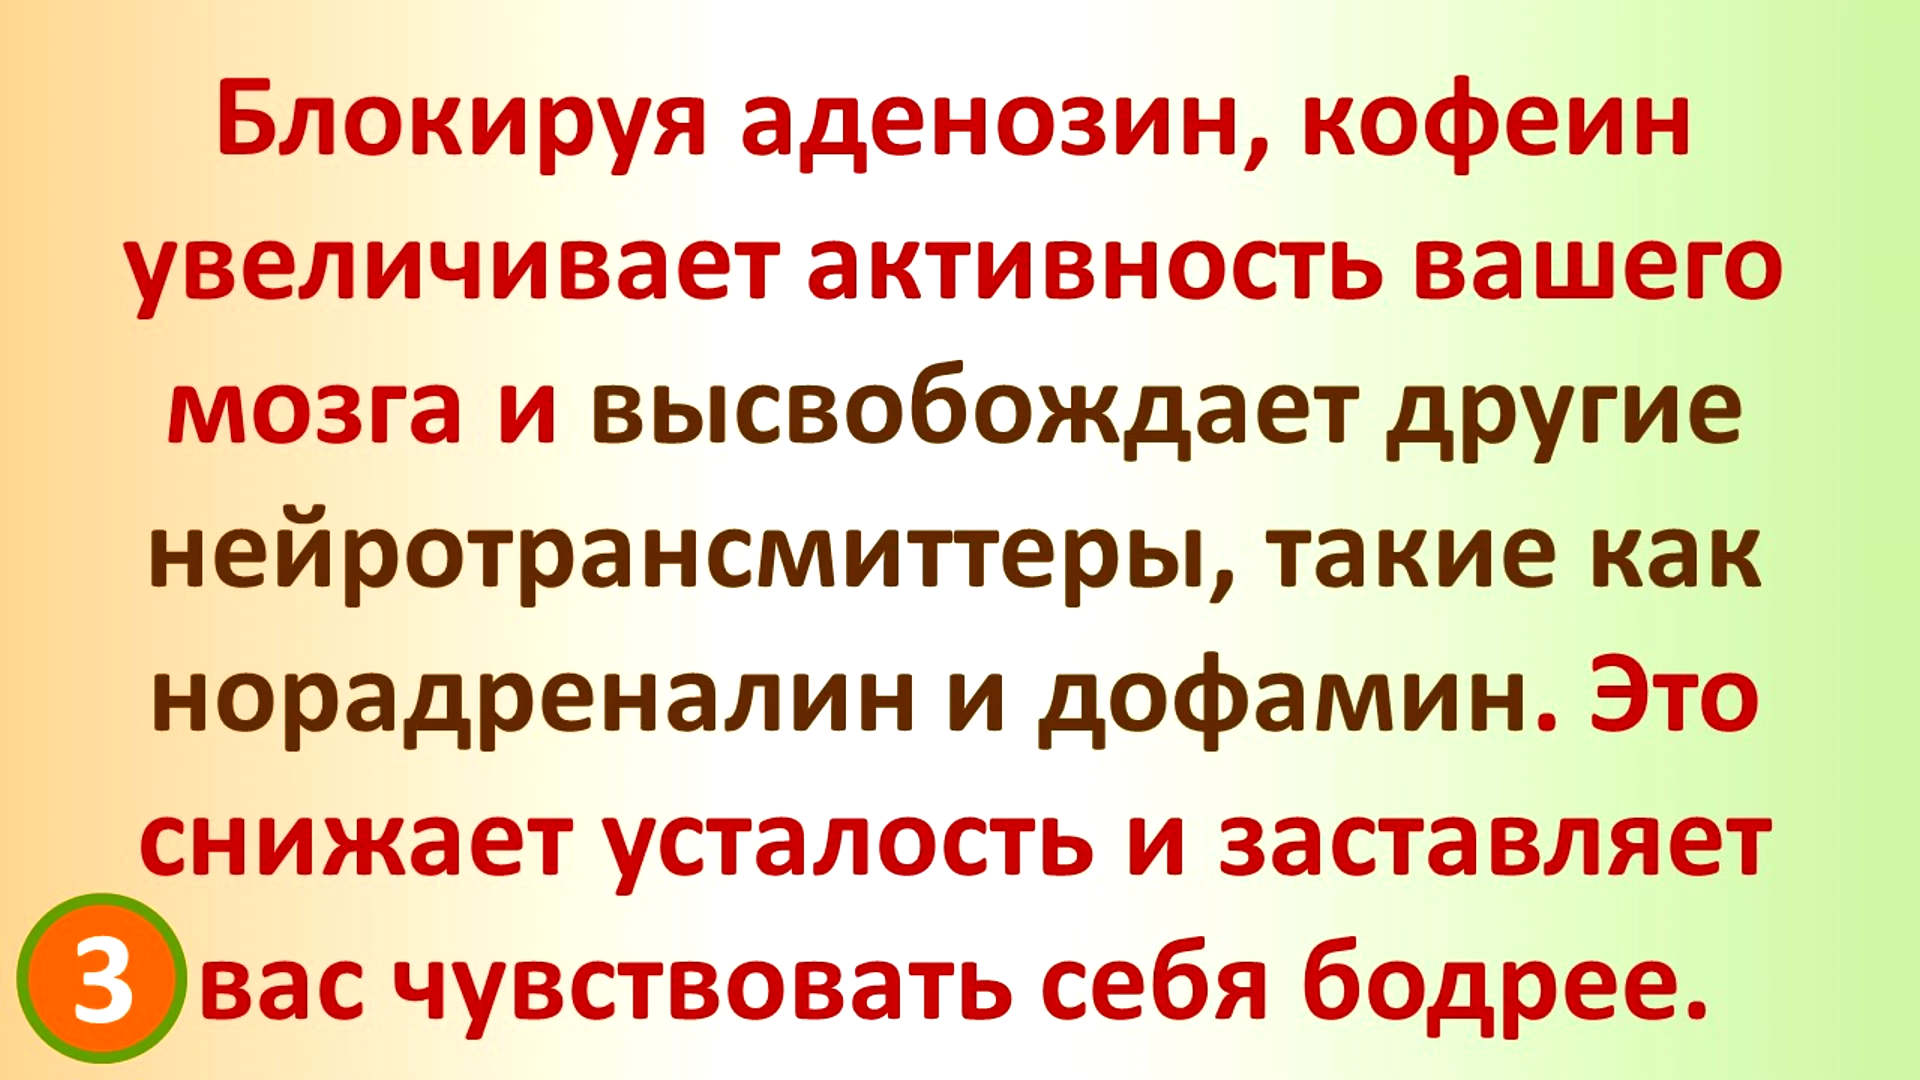 Блокируя аденозин, кофеин
увеличивает активность вашего
мозга и высвобождает другие
нейротрансмиттеры, такие как
норадреналин и дофамин. Это
снижает усталость и заставляет
3 вас чувствовать себя бодрее.